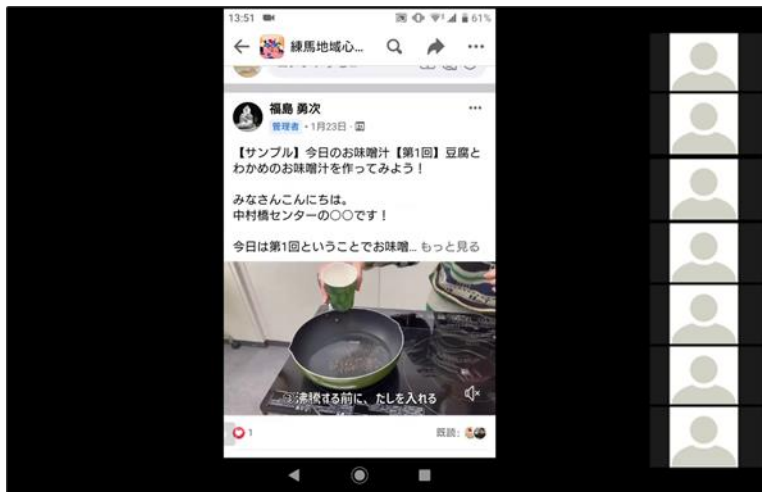 13:51 61%
練馬地域心...
福島 勇次
管理者・1月23日・
【サンプル】今日のお味噌汁【第1回】豆腐と
わかめのお味噌汁を作ってみよう!
みなさんこんにちは。
中村橋センターの〇〇です!
今日は第1回ということでお味噌... もっと見る
沸騰する前に、だしを入れる
1 既読: